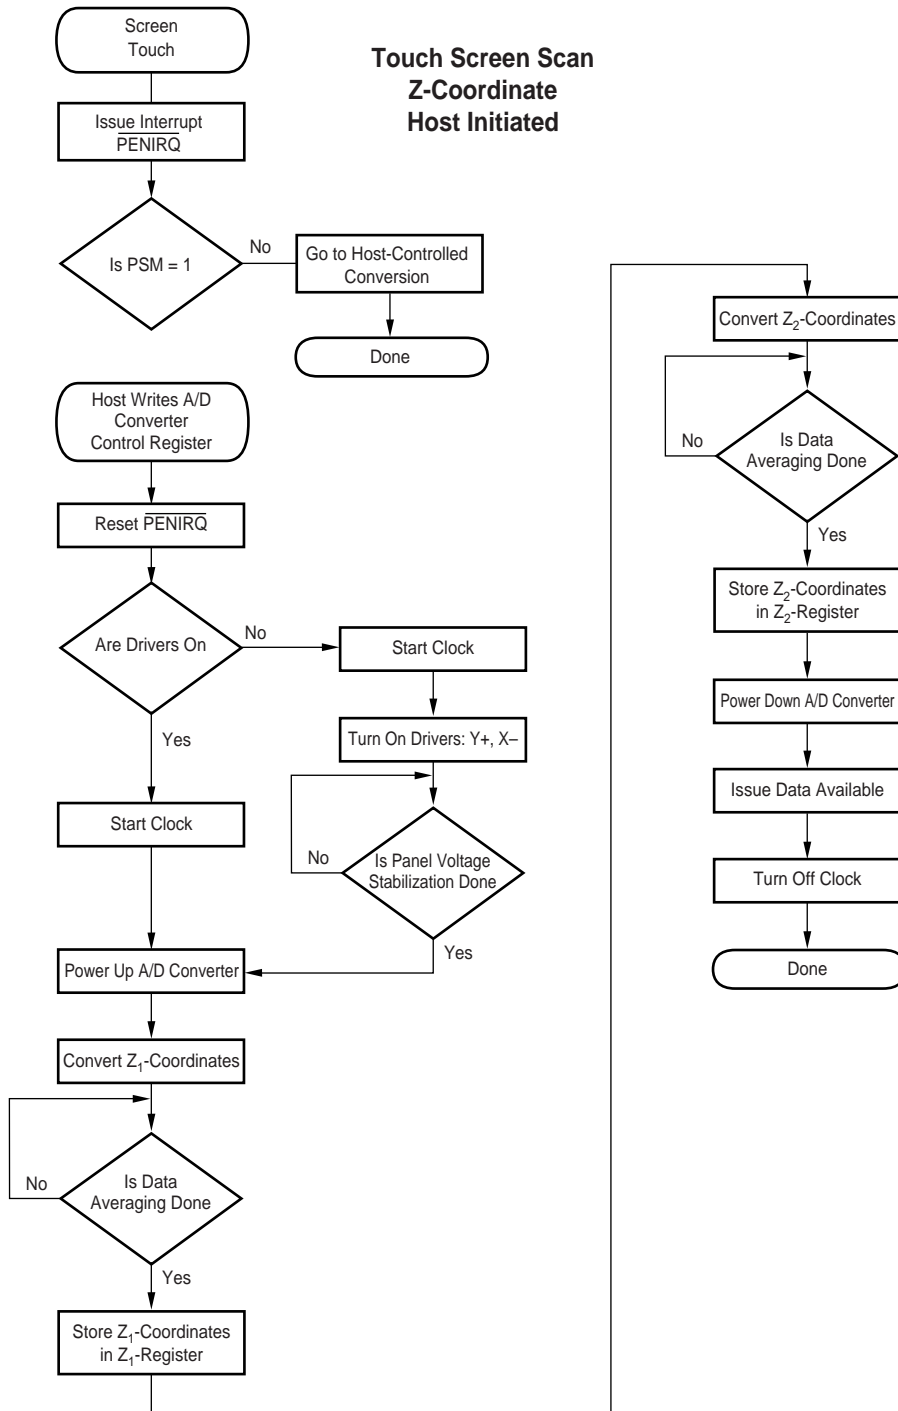 Touch Screen Scan
Z-Coordinate
Host Initiated
Screen
Touch
Issue Interrupt
PENIRQ
Is PSM = 1
No
Go to Host-Controlled
Conversion
Done
Host Writes A/D
Converter
Control Register
Reset PENIRQ
Are Drivers On
No
Start Clock
Turn On Drivers: Y+, X–
Is Panel Voltage
Stabilization Done
No
Yes
Yes
Start Clock
Power Up A/D Converter
Convert Z1-Coordinates
Is Data
Averaging Done
No
Yes
Store Z1-Coordinates
in Z1-Register
Convert Z2-Coordinates
Is Data
Averaging Done
No
Yes
Store Z2-Coordinates
in Z2-Register
Power Down A/D Converter
Issue Data Available
Turn Off Clock
Done